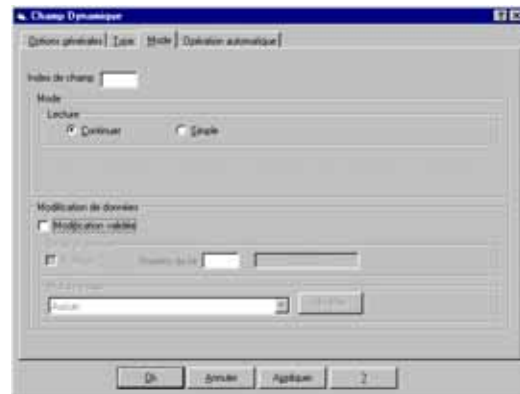 Champ Dynamique
Options générales Type Mode Opération automatique
Index de champ
Mode
Lecture
Continuer Simple
Modification de données
Modification validée
Aucun
Ok Annuler Appliquer ?